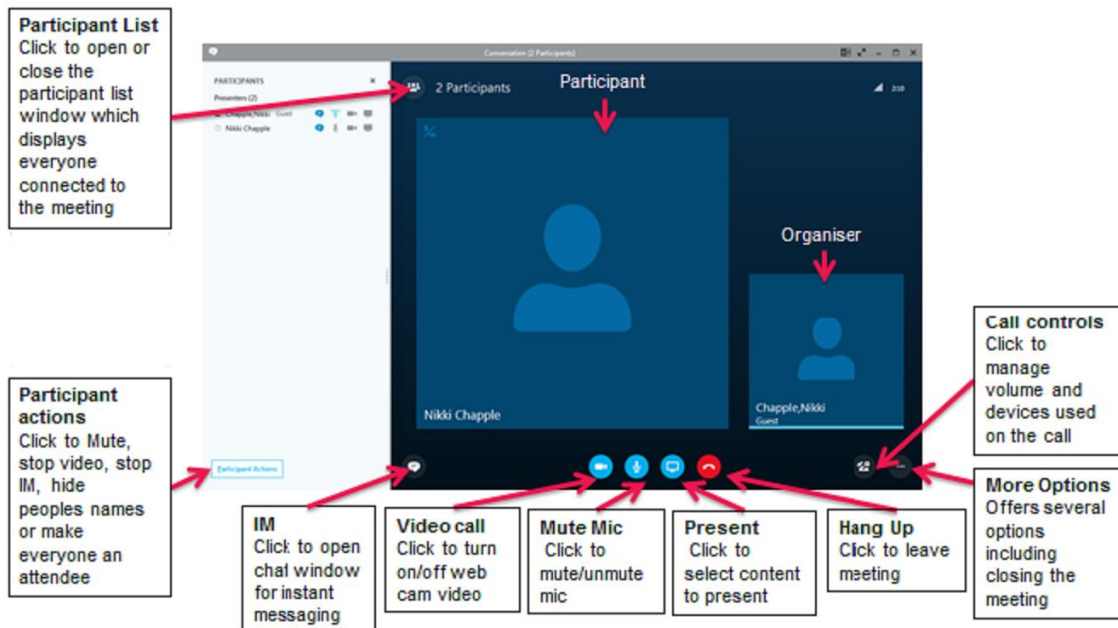 Participant List
Click to open or
close the
participant list
window which
displays
everyone
connected to
the meeting
Conversation (2 Participants)
PARTICIPANTS
Presenters (2)
Chapple,Nikki Guest
Nikki Chapple
2 Participants
Participant
Organiser
Nikki Chapple
Chapple,Nikki
Guest
Participant Actions
Call controls
Click to
manage
volume and
devices used
on the call
Participant
actions
Click to Mute,
stop video, stop
IM, hide
peoples names
or make
everyone an
attendee
IM
Click to open
chat window
for instant
messaging
Video call
Click to turn
on/off web
cam video
Mute Mic
Click to
mute/unmute
mic
Present
Click to
select content
to present
Hang Up
Click to leave
meeting
More Options
Offers several
options
including
closing the
meeting